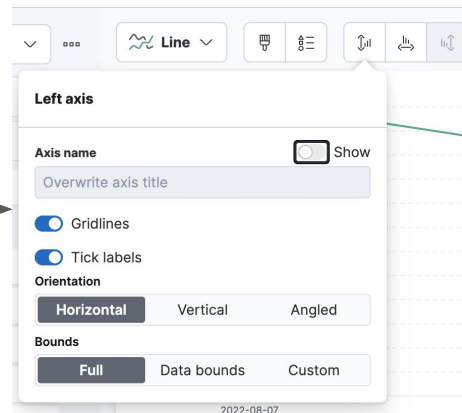 Line
Left axis
Axis name Show
Overwrite axis title
Gridlines
Tick labels
Orientation
Horizontal Vertical Angled
Bounds
Full Data bounds Custom
2022-08-07